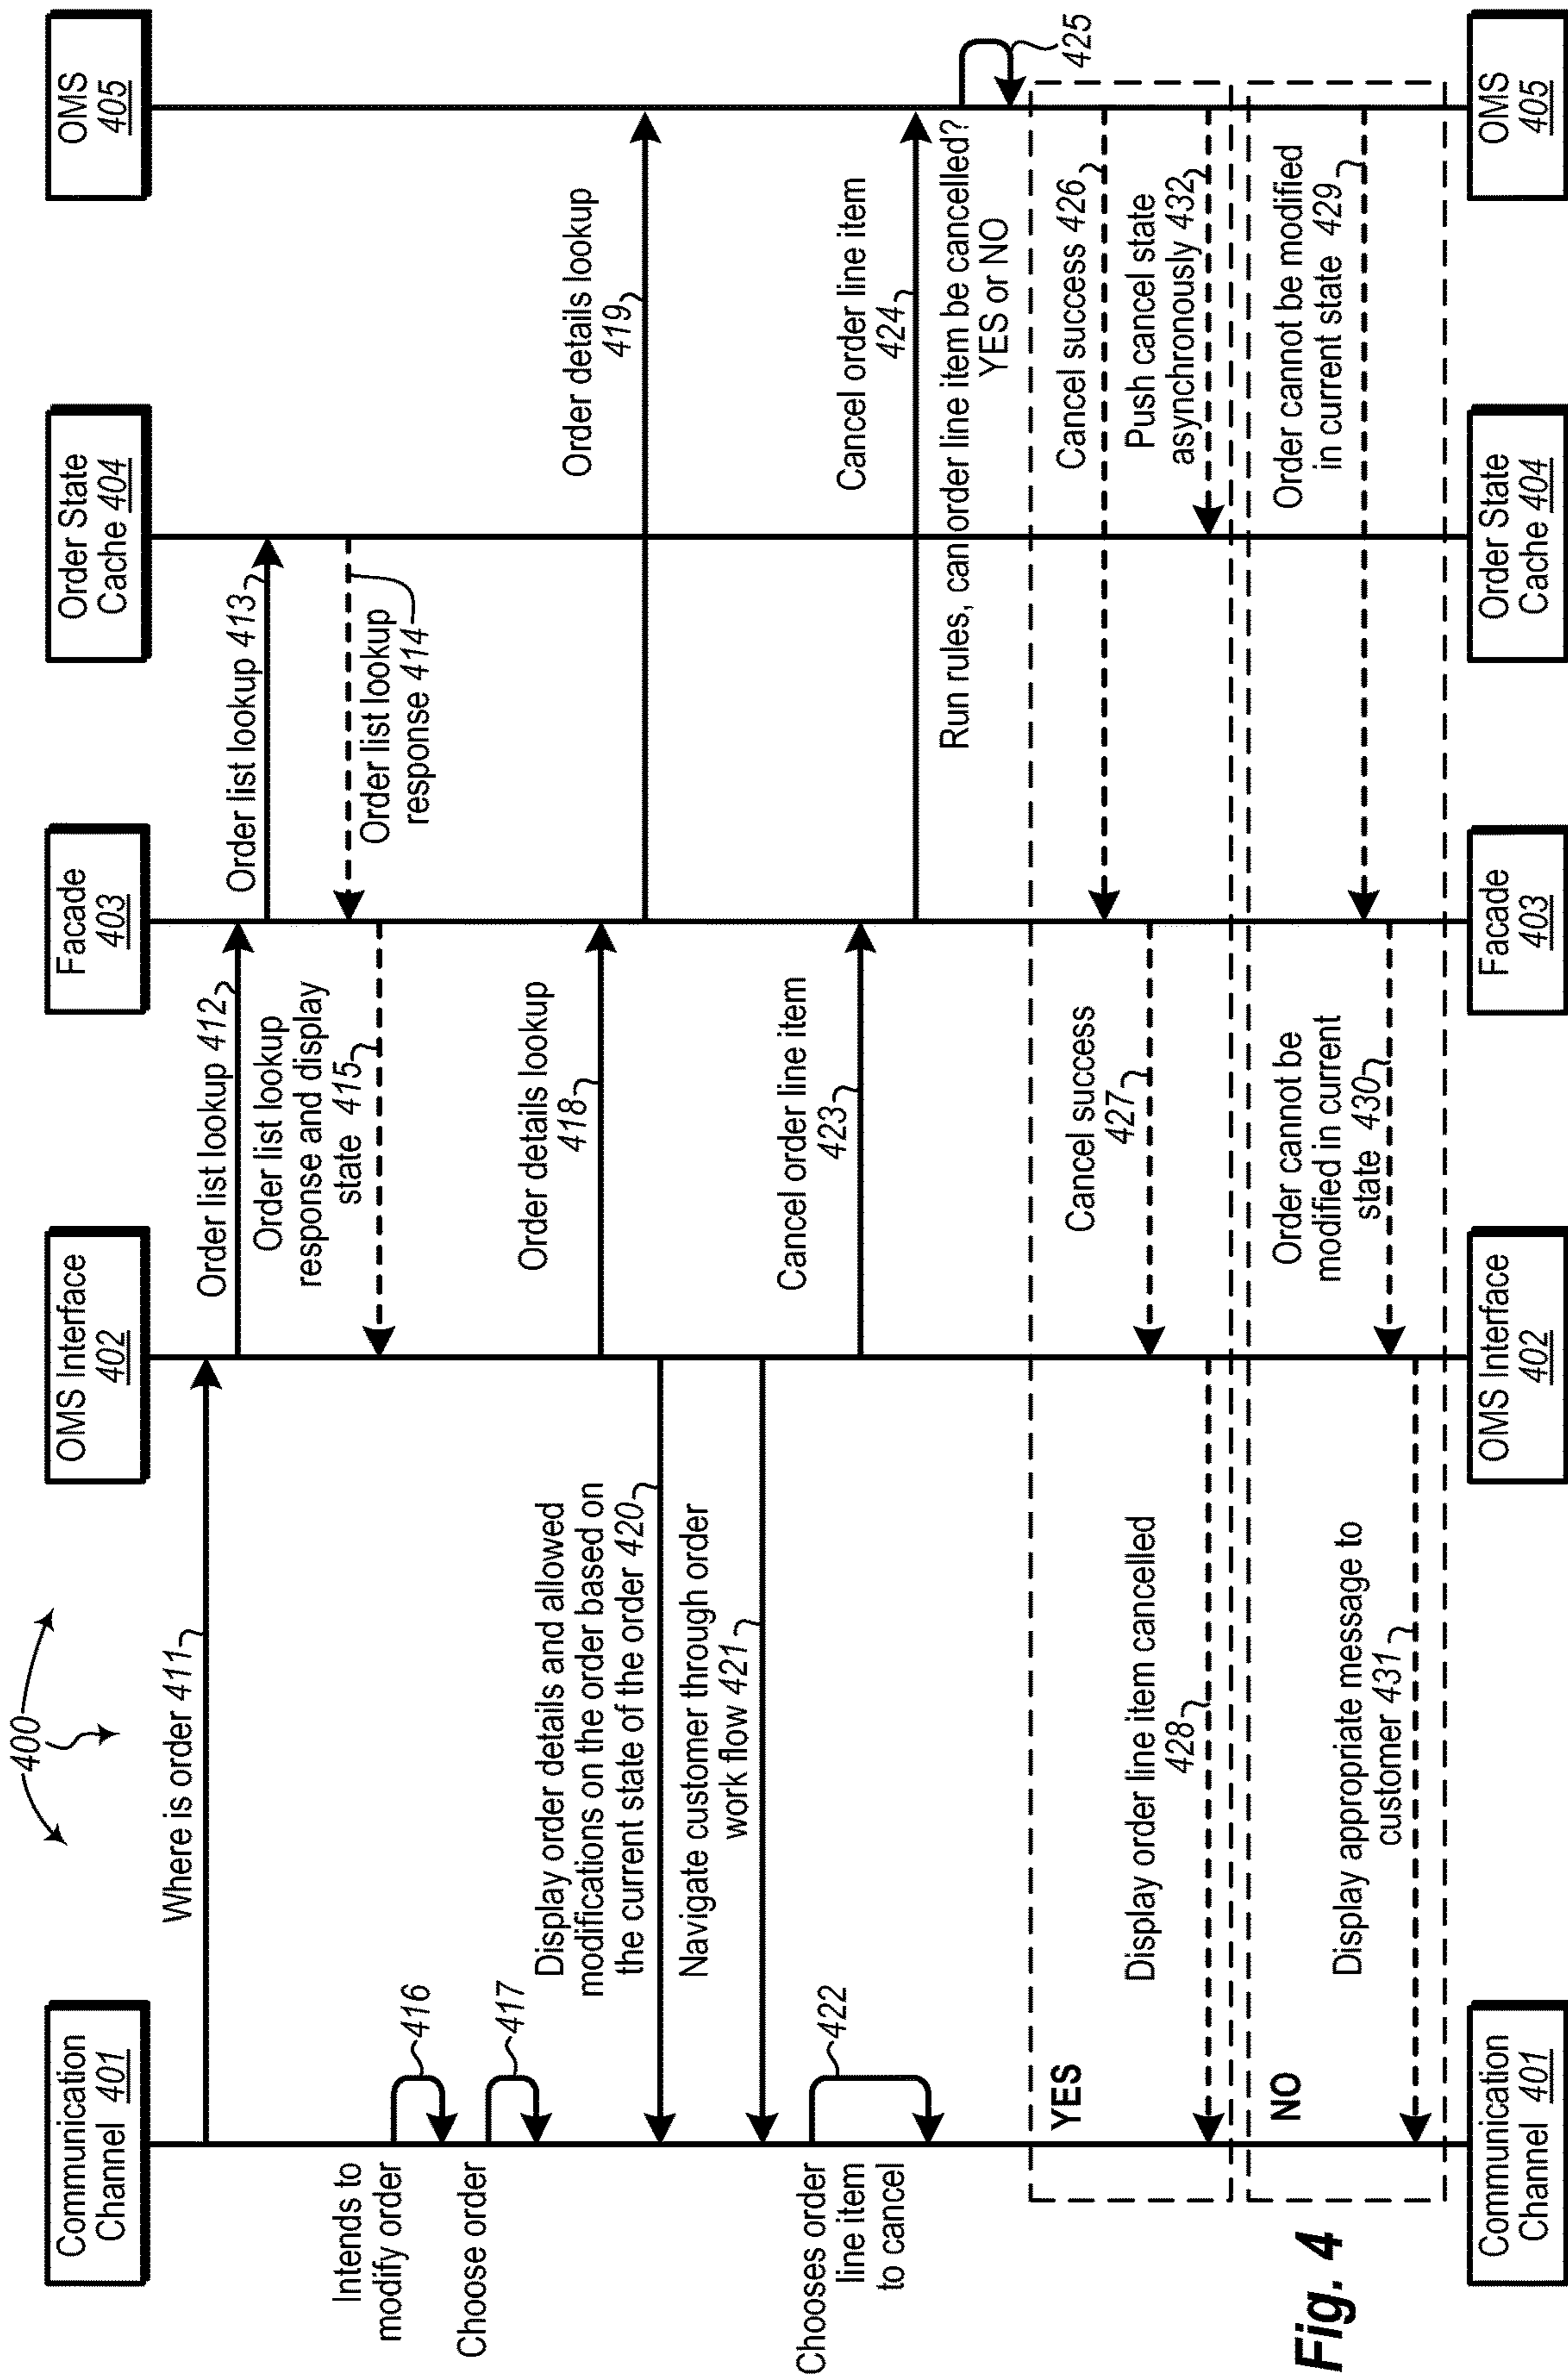 400
Communication
Channel 401
OMS Interface
402
Facade
403
Order State
Cache 404
OMS
405
Where is order 411
Order list lookup 412
Order list lookup 413
Order list lookup
response 414
Order list lookup
response and display
state 415
Intends to
modify order
416
Choose order
417
Order details lookup
418
Order details lookup
419
Display order details and allowed
modifications on the order based on
the current state of the order 420
Navigate customer through order
work flow 421
Chooses order
line item
to cancel
422
Cancel order line item
423
Cancel order line item
424
Run rules, can order line item be cancelled?
YES or NO
425
YES
Cancel success 426
Cancel success
427
Display order line item cancelled
428
Push cancel state
asynchronously 432
NO
Order cannot be modified
in current state 429
Order cannot be
modified in current
state 430
Display appropriate message to
customer 431
Communication
Channel 401
OMS Interface
402
Facade
403
Order State
Cache 404
OMS
405
Fig. 4